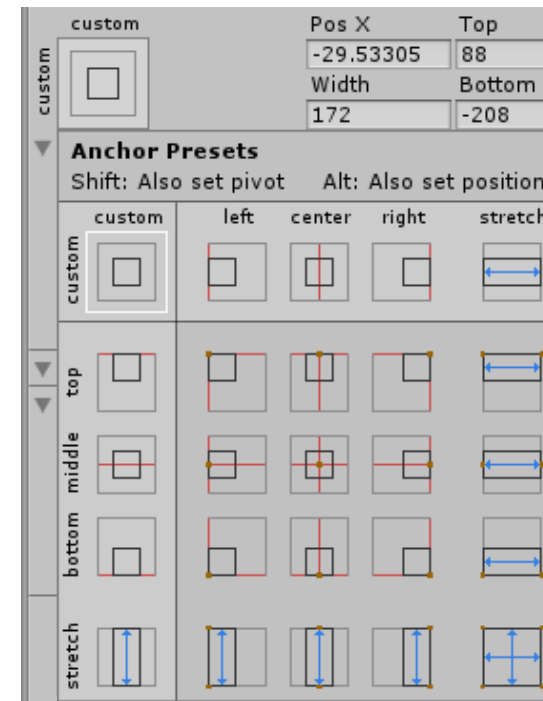 custom Pos X Top
custom
-29.53305 88
Width Bottom
172 -208
Anchor Presets
Shift: Also set pivot Alt: Also set position
custom left center right stretch
custom
top
middle
bottom
stretch